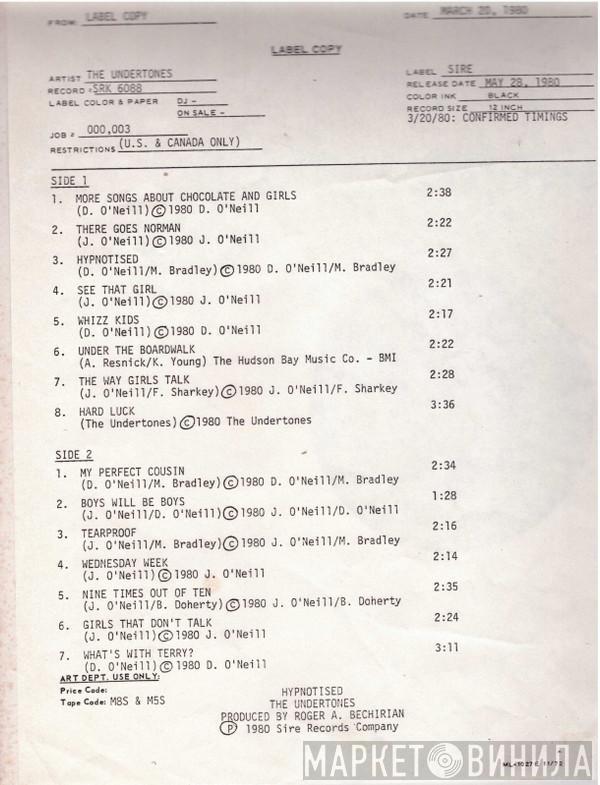 FROM: LABEL COPY
DATE MARCH 20, 1980
LABEL COPY
ARTIST THE UNDERTONES
LABEL SIRE
RECORD # SRK 6088
RELEASE DATE MAY 28, 1980
LABEL COLOR & PAPER DJ -
COLOR INK BLACK
ON SALE -
RECORD SIZE 12 INCH
3/20/80: CONFIRMED TIMINGS
JOB # 000,003
RESTRICTIONS (U.S. & CANADA ONLY)
SIDE 1
1. MORE SONGS ABOUT CHOCOLATE AND GIRLS 2:38
(D. O'Neill) © 1980 D. O'Neill
2. THERE GOES NORMAN 2:22
(J. O'Neill) © 1980 J. O'Neill
3. HYPNOTISED 2:27
(D. O'Neill/M. Bradley) © 1980 D. O'Neill/M. Bradley
4. SEE THAT GIRL 2:21
(J. O'Neill) © 1980 J. O'Neill
5. WHIZZ KIDS 2:17
(D. O'Neill) © 1980 D. O'Neill
6. UNDER THE BOARDWALK 2:22
(A. Resnick/K. Young) The Hudson Bay Music Co. - BMI
7. THE WAY GIRLS TALK 2:28
(J. O'Neill/F. Sharkey) © 1980 J. O'Neill/F. Sharkey
8. HARD LUCK 3:36
(The Undertones) © 1980 The Undertones
SIDE 2
1. MY PERFECT COUSIN 2:34
(D. O'Neill/M. Bradley) © 1980 D. O'Neill/M. Bradley
2. BOYS WILL BE BOYS 1:28
(J. O'Neill/D. O'Neill) © 1980 J. O'Neill/D. O'Neill
3. TEARPROOF 2:16
(J. O'Neill/M. Bradley) © 1980 J. O'Neill/M. Bradley
4. WEDNESDAY WEEK 2:14
(J. O'Neill) © 1980 J. O'Neill
5. NINE TIMES OUT OF TEN 2:35
(J. O'Neill/B. Doherty) © 1980 J. O'Neill/B. Doherty
6. GIRLS THAT DON'T TALK 2:24
(J. O'Neill) © 1980 J. O'Neill
7. WHAT'S WITH TERRY? 3:11
(D. O'Neill) © 1980 D. O'Neill
ART DEPT. USE ONLY:
Price Code:
Tape Code: M8S & M5S
HYPNOTISED
THE UNDERTONES
PRODUCED BY ROGER A. BECHIRIAN
℗ 1980 Sire Records Company
МАРКЕТ ВИНИЛА